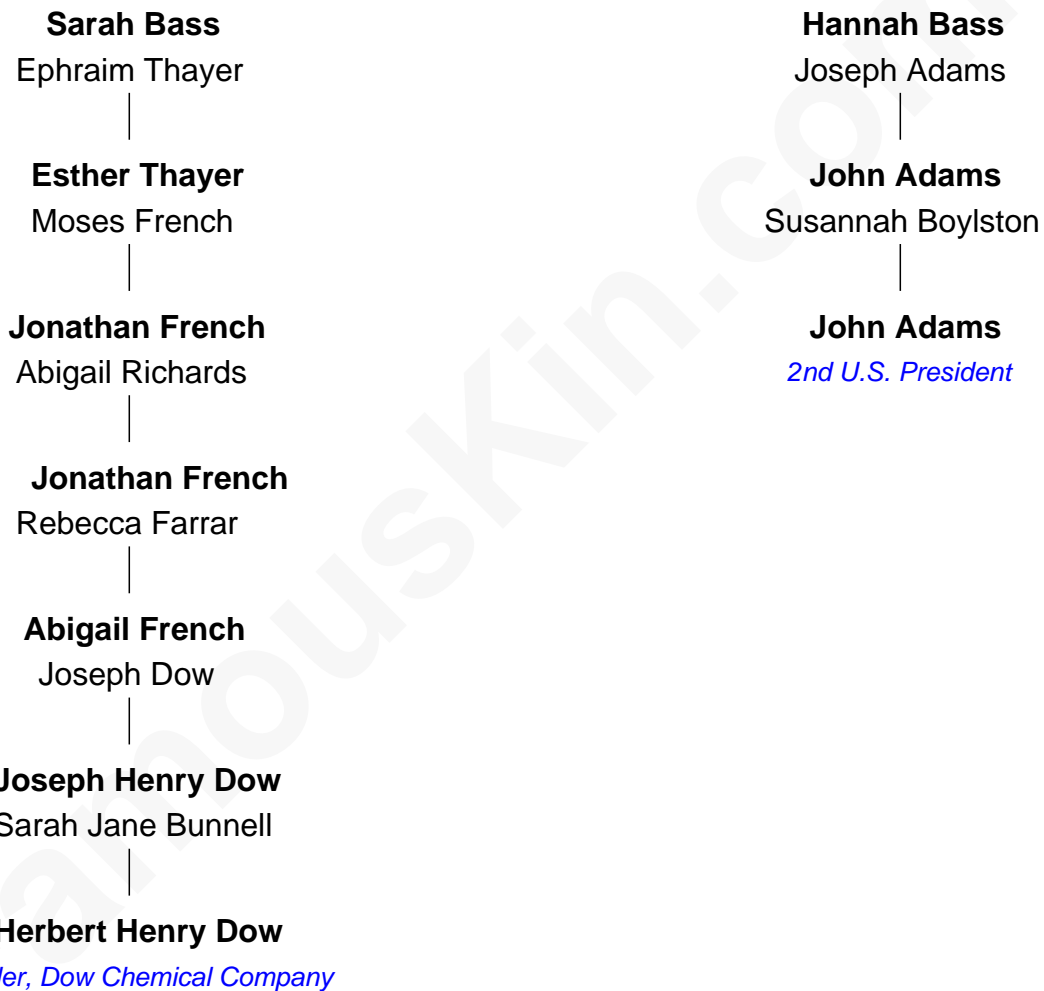 Sarah Bass
Ephraim Thayer
Hannah Bass
Joseph Adams
Esther Thayer
Moses French
John Adams
Susannah Boylston
Jonathan French
Abigail Richards
John Adams
2nd U.S. President
Jonathan French
Rebecca Farrar
Abigail French
Joseph Dow
Joseph Henry Dow
Sarah Jane Bunnell
Herbert Henry Dow
Dow Chemical Company
amouskin.com